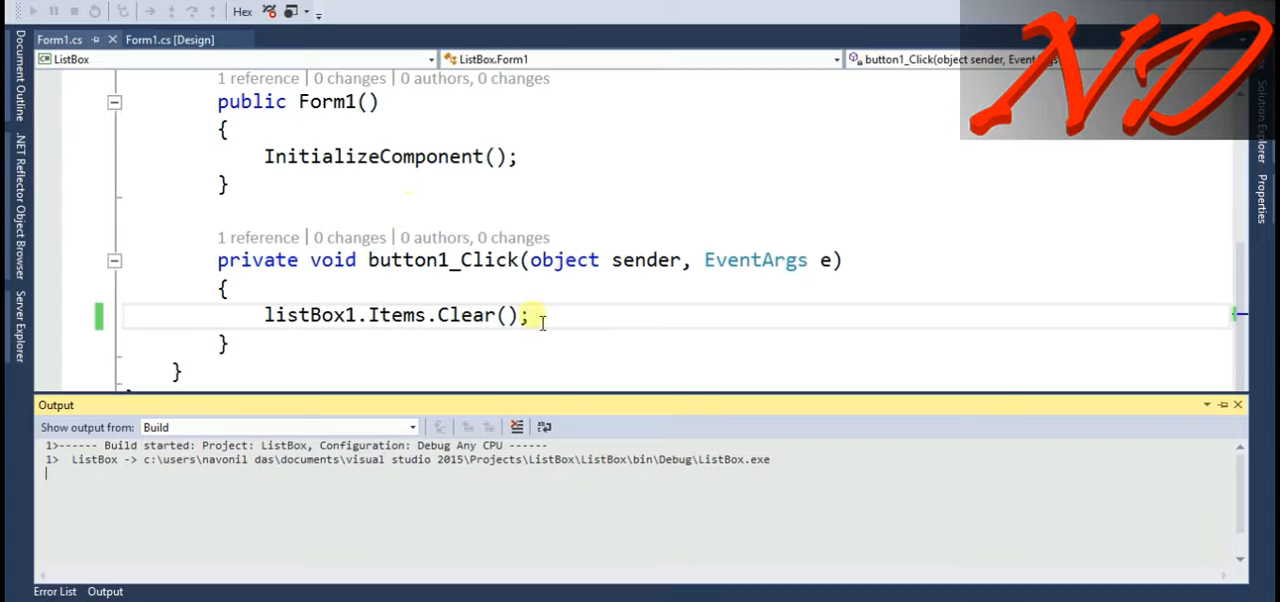 Hex
Form1.cs
Form1.cs [Design]
ND
ListBox
ListBox.Form1
button1_Click(object sender, EventArgs e)
Document Outline
.NET Reflector Object Browser
Server Explorer
Solution Explorer
Properties
1 reference | 0 changes | 0 authors, 0 changes
public Form1()
{
InitializeComponent();
}
1 reference | 0 changes | 0 authors, 0 changes
private void button1_Click(object sender, EventArgs e)
{
listBox1.Items.Clear();
}
}
Output
Show output from: Build
1>------ Build started: Project: ListBox, Configuration: Debug Any CPU ------
1>  ListBox -> c:\users\navonil das\documents\visual studio 2015\Projects\ListBox\ListBox\bin\Debug\ListBox.exe
Error List
Output